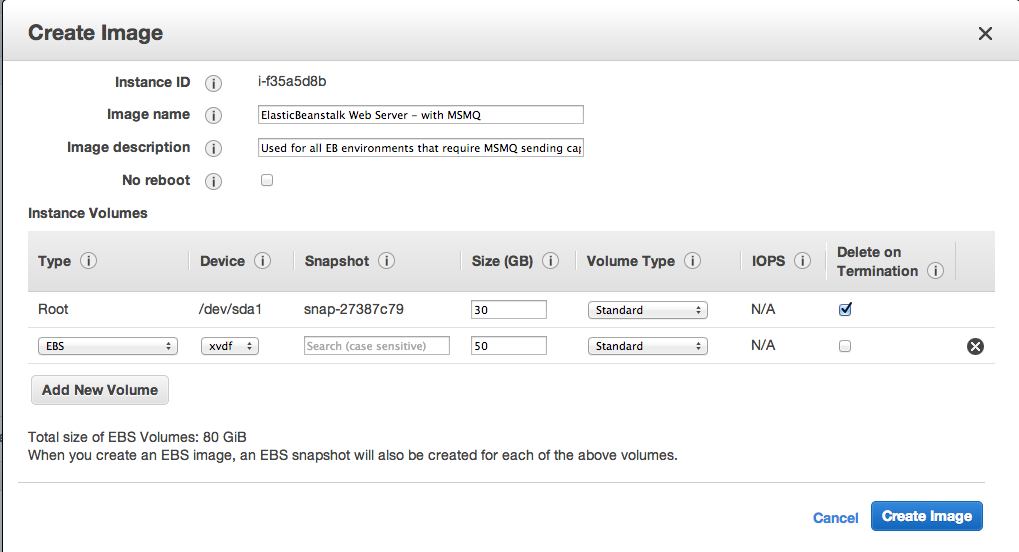 Create Image
Instance ID i-f35a5d8b
Image name ElasticBeanstalk Web Server - with MSMQ
Image description Used for all EB environments that require MSMQ sending cap
No reboot
Instance Volumes
Type Device Snapshot Size (GB) Volume Type IOPS Delete on Termination
Root /dev/sda1 snap-27387c79 30 Standard N/A
EBS xvdf Search (case sensitive) 50 Standard N/A
Add New Volume
Total size of EBS Volumes: 80 GiB
When you create an EBS image, an EBS snapshot will also be created for each of the above volumes.
Cancel Create Image